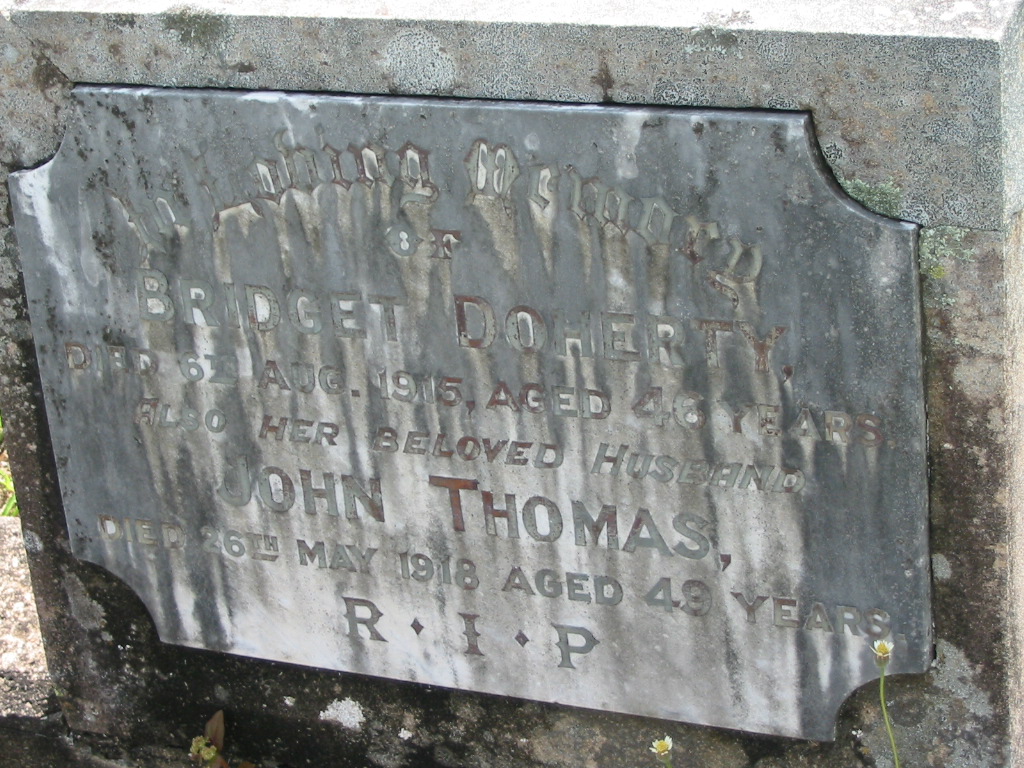 In Loving Memory
OF
BRIDGET DOHERTY,
DIED 6TH AUG. 1915, AGED 46 YEARS.
ALSO HER BELOVED HUSBAND
JOHN THOMAS,
DIED 26TH MAY 1918 AGED 49 YEARS.
R · I · P